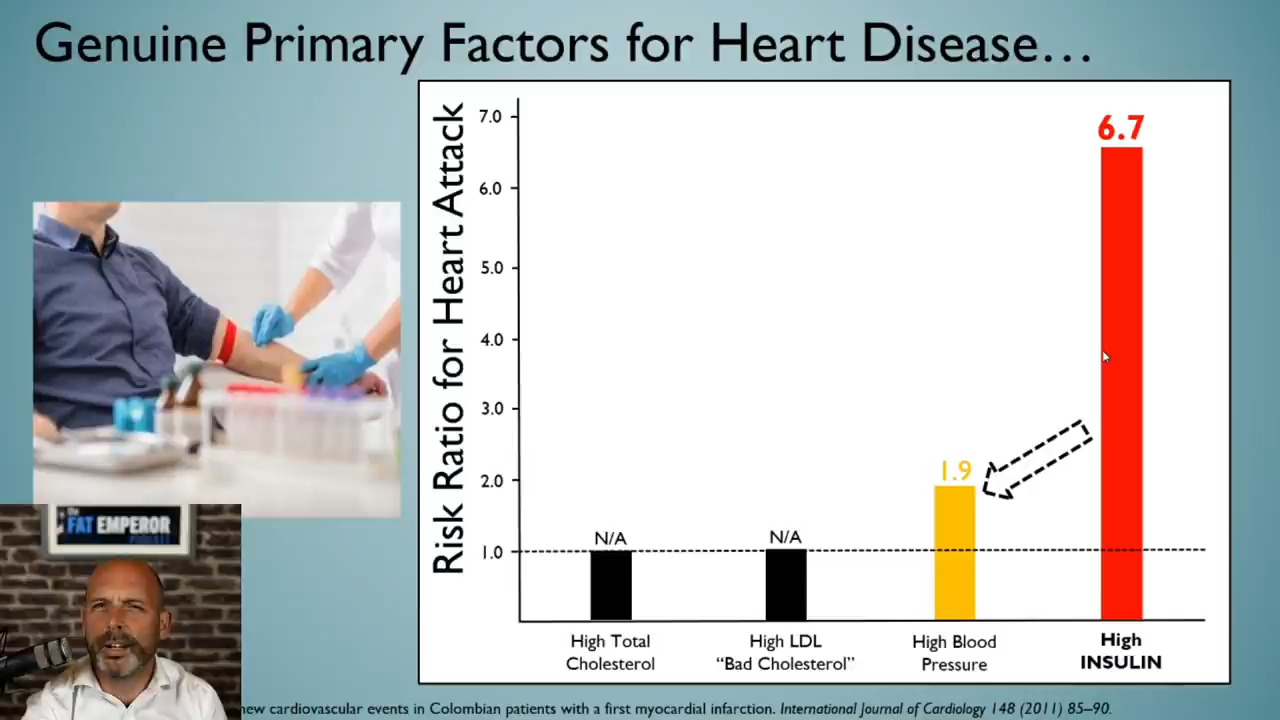 Genuine Primary Factors for Heart Disease…
Risk Ratio for Heart Attack
7.0
6.0
5.0
4.0
3.0
2.0
1.0
N/A
N/A
1.9
6.7
High Total
Cholesterol
High LDL
“Bad Cholesterol”
High Blood
Pressure
High
INSULIN
the
FAT EMPEROR
PODCAST
new cardiovascular events in Colombian patients with a first myocardial infarction. International Journal of Cardiology 148 (2011) 85–90.